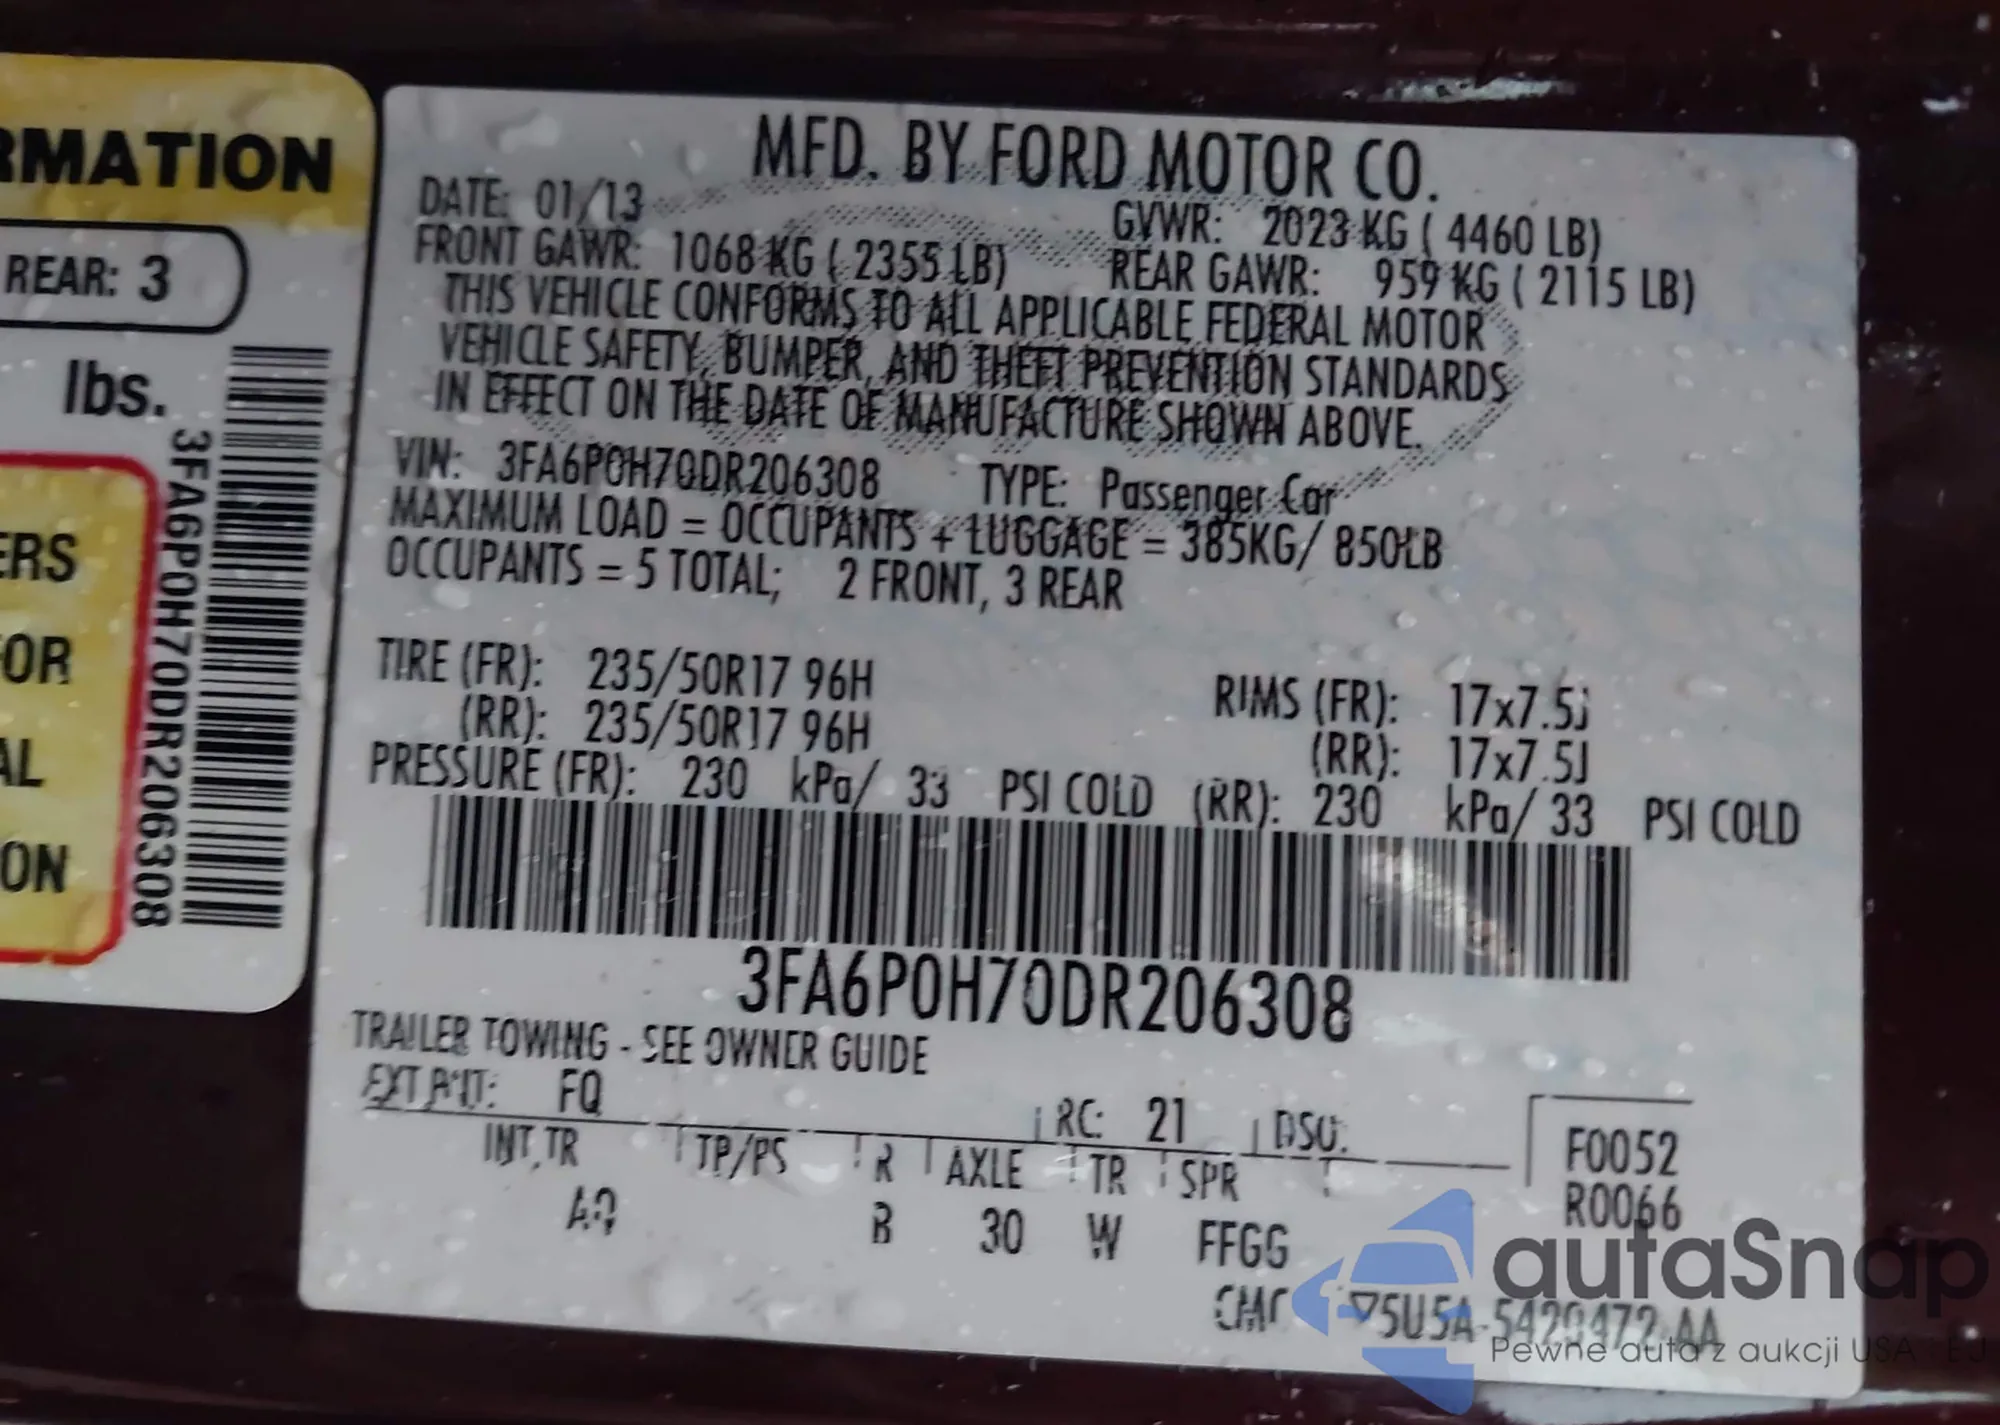 RMATION
REAR: 3
lbs.
ERS
OR
AL
ON
3FA6P0H70DR206308
MFD. BY FORD MOTOR CO.
DATE: 01/13
GVWR: 2023 KG ( 4460 LB)
FRONT GAWR: 1068 KG ( 2355 LB)
REAR GAWR: 959 KG ( 2115 LB)
THIS VEHICLE CONFORMS TO ALL APPLICABLE FEDERAL MOTOR
VEHICLE SAFETY, BUMPER, AND THEFT PREVENTION STANDARDS
IN EFFECT ON THE DATE OF MANUFACTURE SHOWN ABOVE.
VIN: 3FA6P0H70DR206308 TYPE: Passenger Car
MAXIMUM LOAD = OCCUPANTS + LUGGAGE = 385KG/ 850LB
OCCUPANTS = 5 TOTAL; 2 FRONT, 3 REAR
TIRE (FR): 235/50R17 96H RIMS (FR): 17x7.5J
(RR): 235/50R17 96H (RR): 17x7.5J
PRESSURE (FR): 230 kPa/ 33 PSI COLD (RR): 230 kPa/ 33 PSI COLD
3FA6P0H70DR206308
TRAILER TOWING - SEE OWNER GUIDE
EXT PNT: FQ RC: 21 DSO:
F0052
R0066
INT TR TP/PS R AXLE TR SPR
B 30 W FFGG
5U5A-5420472-AA
autaSnap
Pewne auta z aukcji USA